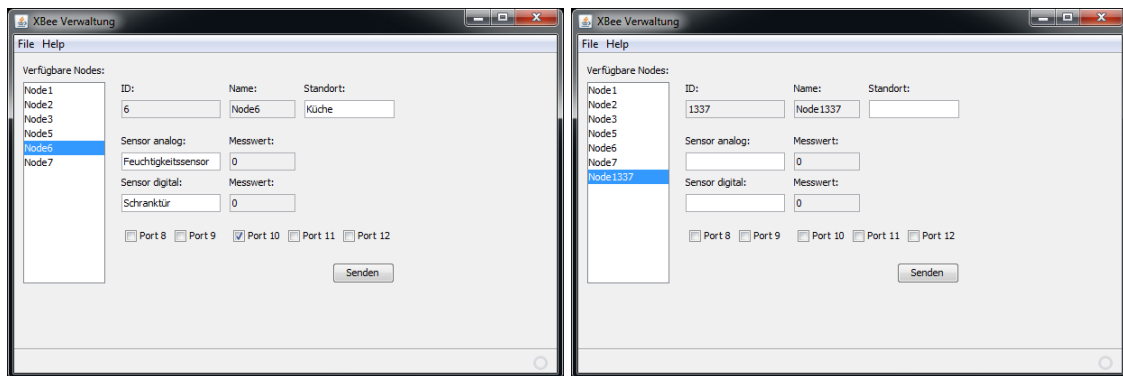 XBee Verwaltung
File Help
Verfügbare Nodes:
Node1
Node2
Node3
Node5
Node6
Node7
ID: Name: Standort:
6 Node6 Küche
Sensor analog: Messwert:
Feuchtigkeitssensor 0
Sensor digital: Messwert:
Schranktür 0
Port 8 Port 9 Port 10 Port 11 Port 12
Senden
XBee Verwaltung
File Help
Verfügbare Nodes:
Node1
Node2
Node3
Node5
Node6
Node7
Node1337
ID: Name: Standort:
1337 Node1337
Sensor analog: Messwert:
0
Sensor digital: Messwert:
0
Port 8 Port 9 Port 10 Port 11 Port 12
Senden